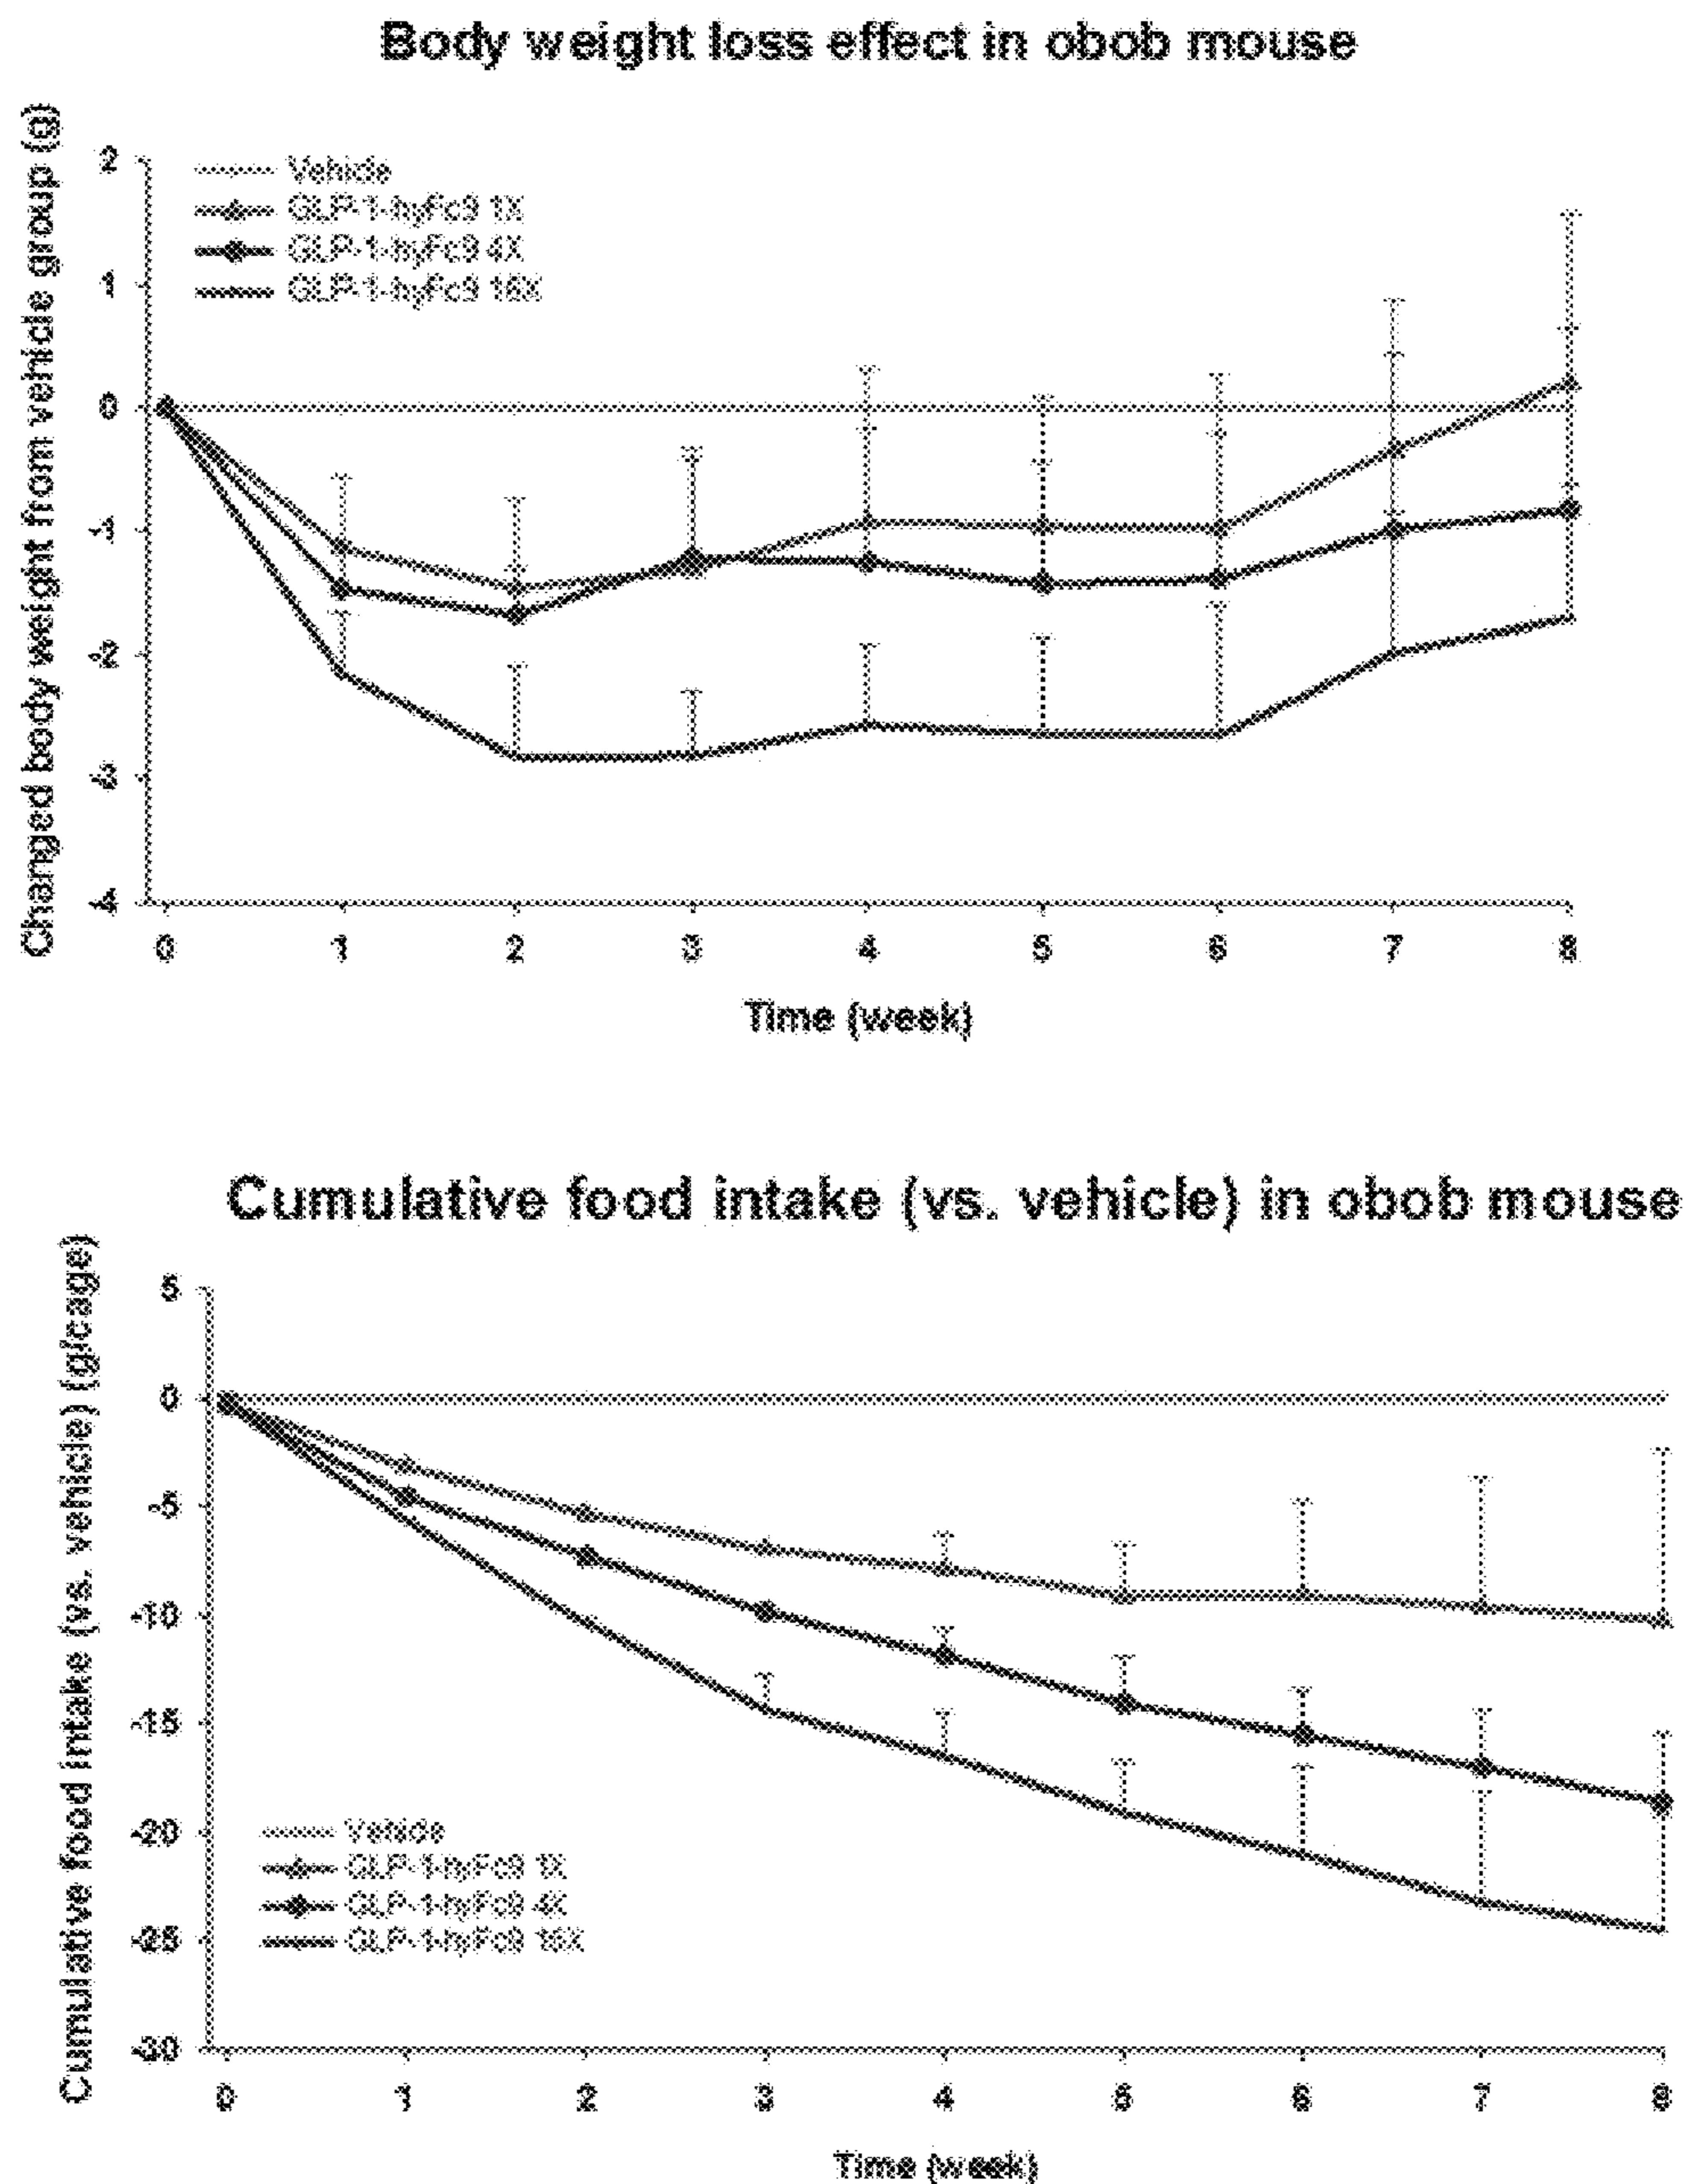 Body weight loss effect in obob mouse
Changed body weight from vehicle group (g)
2
1
0
-1
-2
-3
-4
Vehicle
GLP-1-hyFc9 1X
GLP-1-hyFc9 4X
GLP-1-hyFc9 16X
0 1 2 3 4 5 6 7 8
Time (week)
Cumulative food intake (vs. vehicle) in obob mouse
Cumulative food intake (vs. vehicle) (g/cage)
5
0
-5
-10
-15
-20
-25
-30
Vehicle
GLP-1-hyFc9 1X
GLP-1-hyFc9 4X
GLP-1-hyFc9 16X
0 1 2 3 4 5 6 7 8
Time (week)